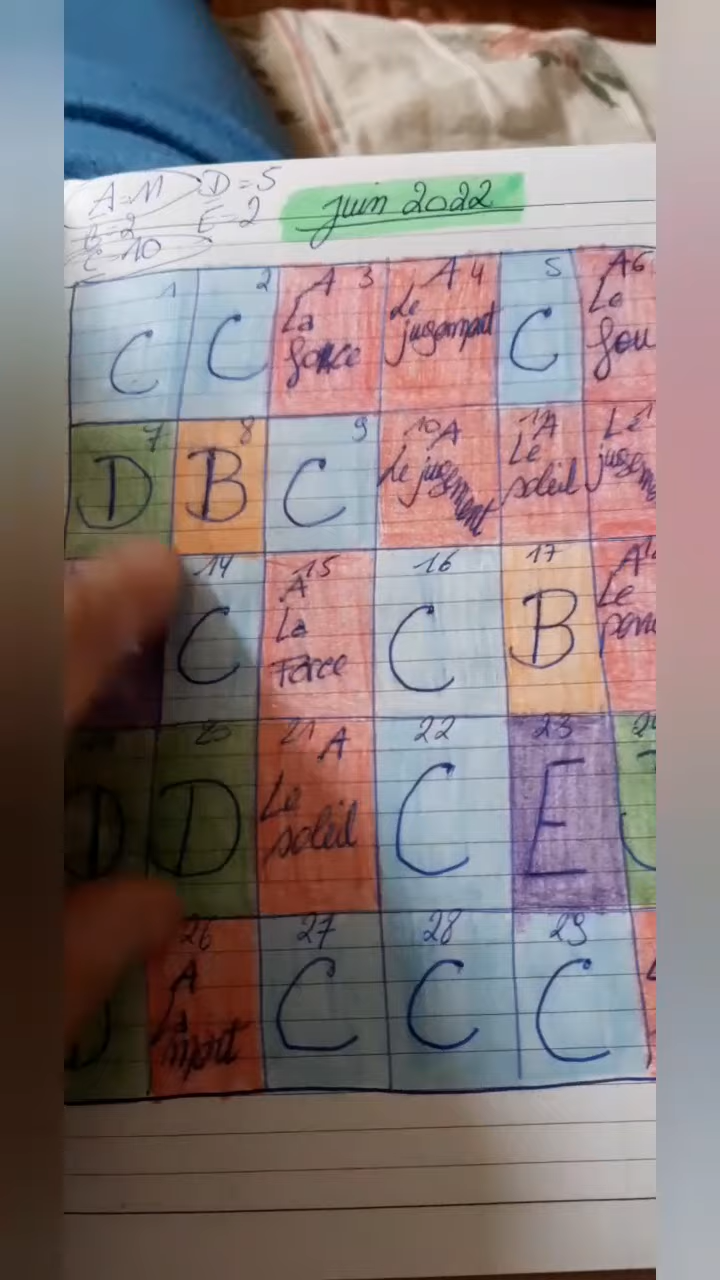 A=11 D=5
B=2 E=2
C=10
juin 2022
1 2 A 3 A 4 5 A6
C C La force Le jugement C Le fou
7 8 9 10 A 11 A Le
D B C Le jugement Le soleil
14 15 16 17 A
C A La Force C B Le
20 21 A 22 23
D D Le soleil C E
26 27 28 29
A La mort C C C